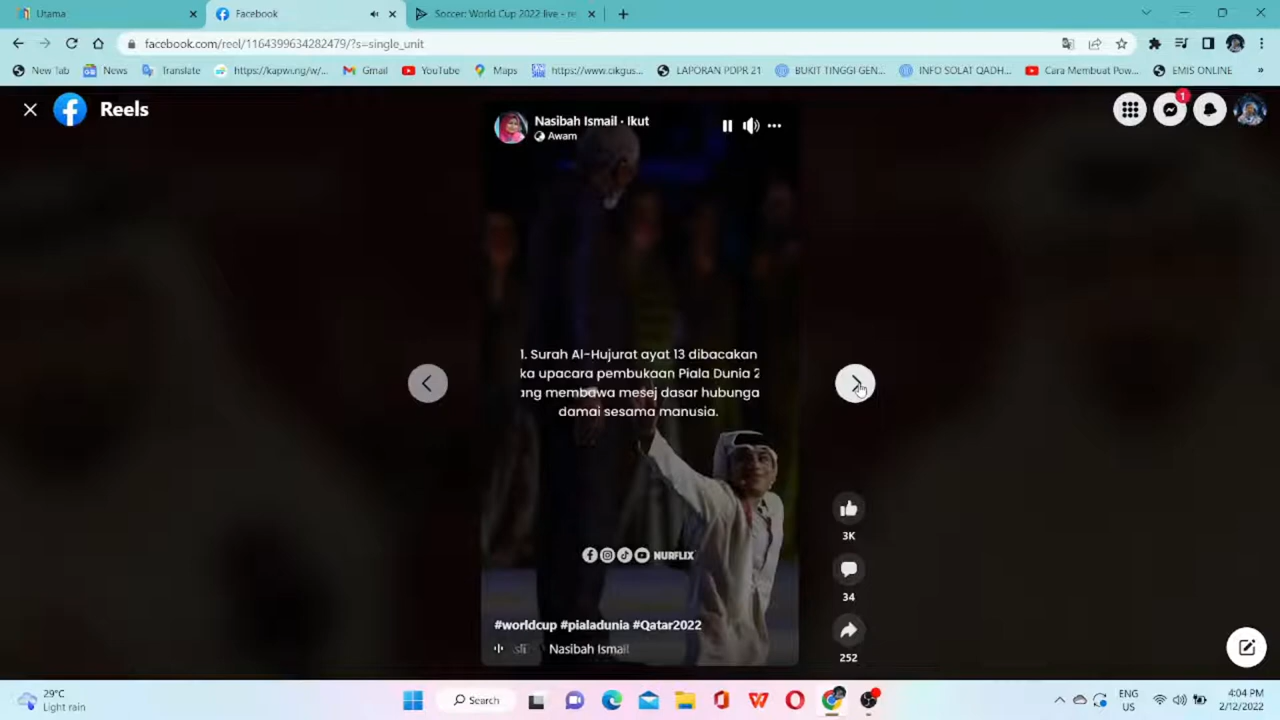 Utama
Facebook
Soccer: World Cup 2022 live - re
facebook.com/reel/1164399634282479/?s=single_unit
New Tab
News
Translate
https://kapwi.ng/w/...
Gmail
YouTube
Maps
https://www.cikgus...
LAPORAN PDPR 21
BUKIT TINGGI GEN...
INFO SOLAT QADH...
Cara Membuat Pow...
EMIS ONLINE
»
Reels
1
Nasibah Ismail · Ikut
Awam
1. Surah Al-Hujurat ayat 13 dibacakan
ka upacara pembukaan Piala Dunia 2
ang membawa mesej dasar hubunga
damai sesama manusia.
3K
34
NURFLIX
#worldcup #pialadunia #Qatar2022
Nasibah Ismail
252
29°C
Light rain
Search
ENG
US
4:04 PM
2/12/2022